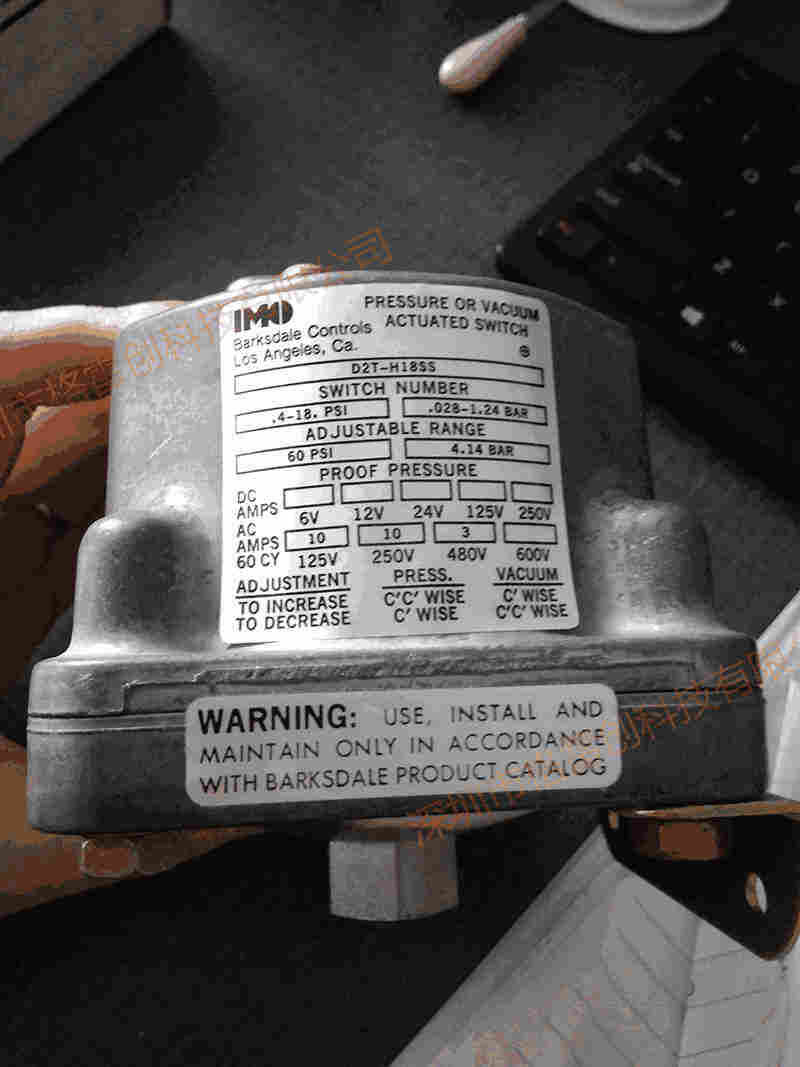 IMO
PRESSURE OR VACUUM
ACTUATED SWITCH
Barksdale Controls
Los Angeles, Ca.
D2T-H18SS
SWITCH NUMBER
.4-18. PSI .028-1.24 BAR
ADJUSTABLE RANGE
60 PSI 4.14 BAR
PROOF PRESSURE
DC
AMPS
6V 12V 24V 125V 250V
AC
AMPS 10 10 3
60 CY 125V 250V 480V 600V
ADJUSTMENT PRESS. VACUUM
TO INCREASE C'C' WISE C' WISE
TO DECREASE C' WISE C'C' WISE
WARNING: USE, INSTALL AND
MAINTAIN ONLY IN ACCORDANCE
WITH BARKSDALE PRODUCT CATALOG